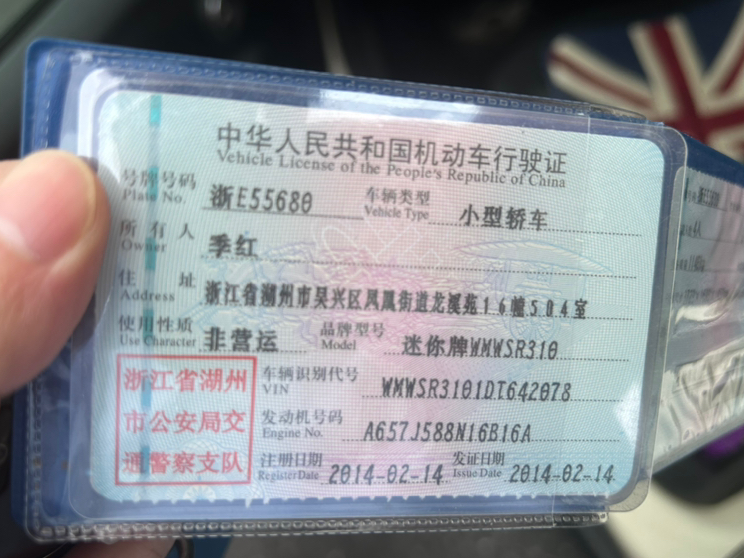 中华人民共和国机动车行驶证
Vehicle License of the People's Republic of China
号牌号码 浙E55680 车辆类型 小型轿车
Plate No. Vehicle Type
所有人 季红
Owner
住址 浙江省湖州市吴兴区凤凰街道龙溪苑16幢504室
Address
使用性质 非营运 品牌型号 迷你牌WMWSR310
Use Character Model
浙江省湖州
市公安局交
通警察支队
车辆识别代号 WMWSR3101DT642078
VIN
发动机号码 A657J588N16B16A
Engine No.
注册日期 2014-02-14 发证日期 2014-02-14
Register Date Issue Date